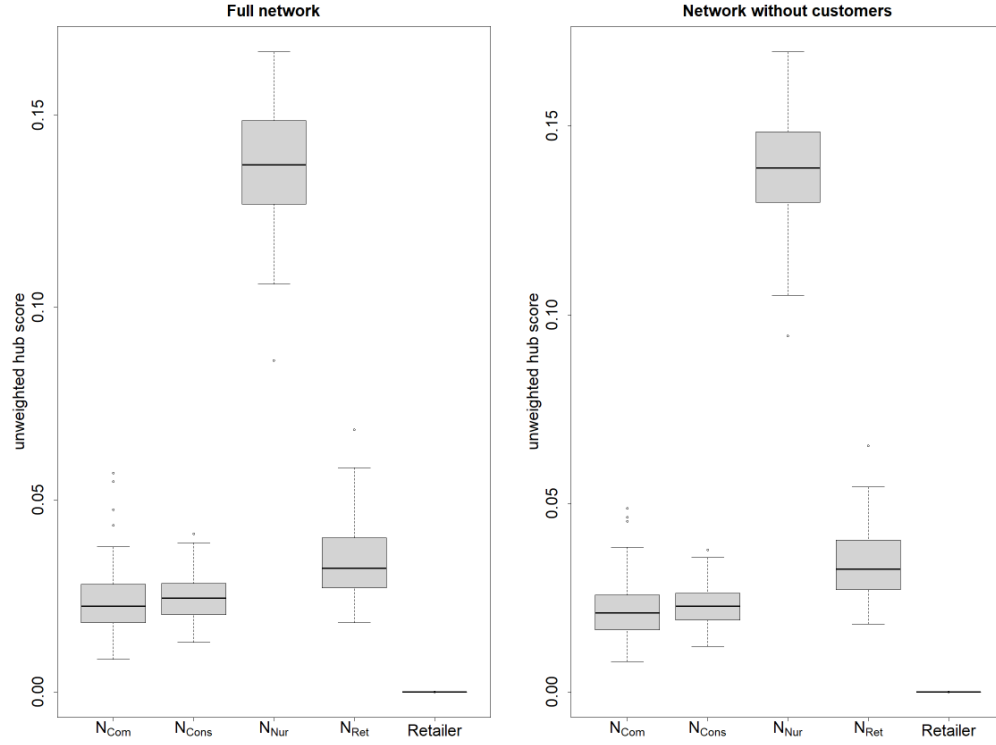 Full network
unweighted hub score
0.15
0.10
0.05
0.00
N_Com N_Cons N_Nur N_Ret Retailer
Network without customers
unweighted hub score
0.15
0.10
0.05
0.00
N_Com N_Cons N_Nur N_Ret Retailer